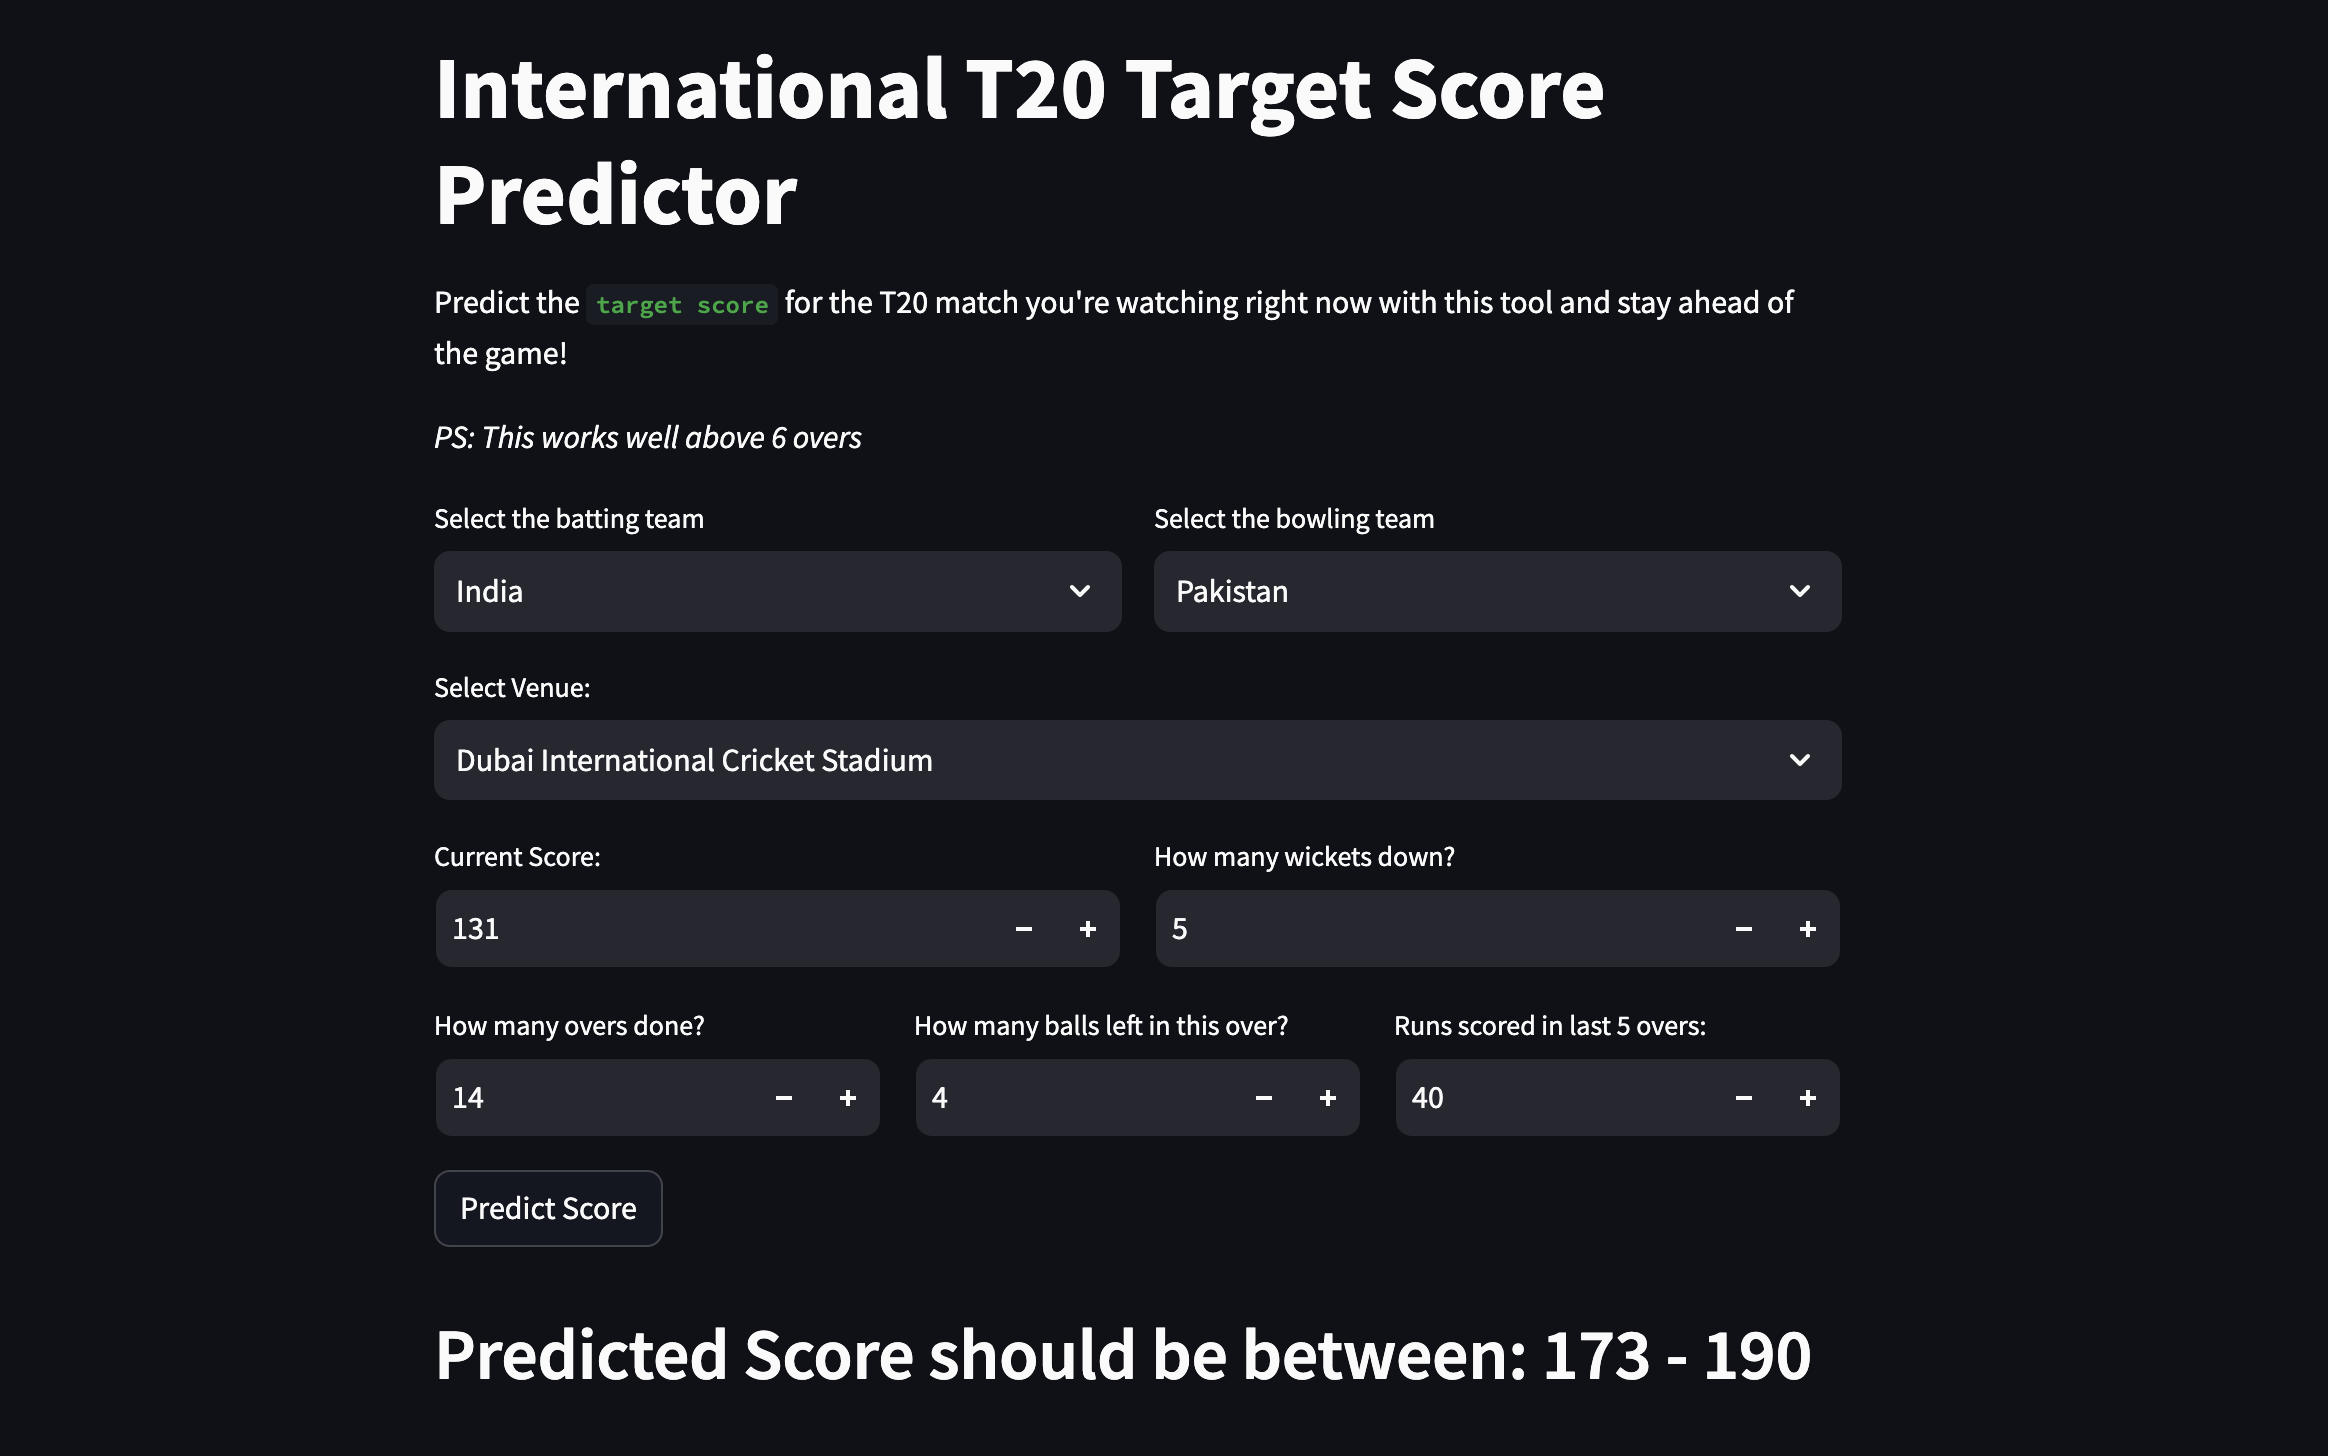 International T20 Target Score
Predictor
Predict the target score for the T20 match you're watching right now with this tool and stay ahead of
the game!
PS: This works well above 6 overs
Select the batting team
Select the bowling team
India
Pakistan
Select Venue:
Dubai International Cricket Stadium
Current Score:
How many wickets down?
131 − +
5 − +
How many overs done?
How many balls left in this over?
Runs scored in last 5 overs:
14 − +
4 − +
40 − +
Predict Score
Predicted Score should be between: 173 - 190